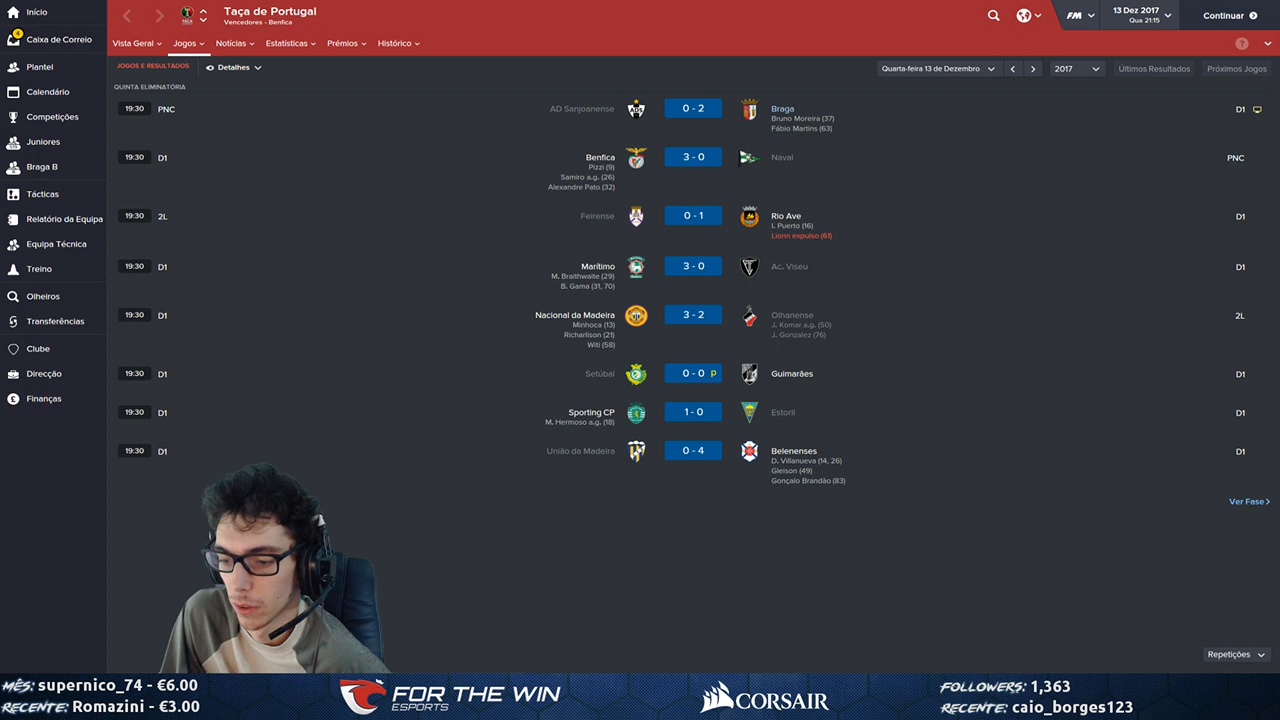 Início
Caixa de Correio
4
Plantel
Calendário
Competições
Juniores
Braga B
Tácticas
Relatório da Equipa
Equipa Técnica
Treino
Olheiros
Transferências
Clube
Direcção
Finanças
Taça de Portugal
Vencedores - Benfica
FM
13 Dez 2017
Qua 21:15
Continuar
Vista Geral
Jogos
Notícias
Estatísticas
Prémios
Histórico
?
JOGOS E RESULTADOS
Detalhes
Quarta-feira 13 de Dezembro
2017
Últimos Resultados
Próximos Jogos
QUINTA ELIMINATÓRIA
19:30 PNC AD Sanjoanense 0 - 2 Braga D1
Bruno Moreira (37)
Fábio Martins (63)
19:30 D1 Benfica 3 - 0 Naval PNC
Pizzi (9)
Samiro a.g. (26)
Alexandre Pato (32)
19:30 2L Feirense 0 - 1 Rio Ave D1
I. Puerto (16)
Lionn expulso (61)
19:30 D1 Marítimo 3 - 0 Ac. Viseu D1
M. Braithwaite (29)
B. Gama (31, 70)
19:30 D1 Nacional da Madeira 3 - 2 Olhanense 2L
Minhoca (13) J. Komar a.g. (50)
Richarlison (21) J. Gonzalez (76)
Witi (58)
19:30 D1 Setúbal 0 - 0 p Guimarães D1
19:30 D1 Sporting CP 1 - 0 Estoril D1
M. Hermoso a.g. (18)
19:30 D1 União da Madeira 0 - 4 Belenenses D1
D. Villanueva (14, 26)
Gleison (49)
Gonçalo Brandão (83)
Ver Fase
Repetições
MÊS: supernico_74 - €6.00
RECENTE: Romazini - €3.00
FOR THE WIN
ESPORTS
CORSAIR
FOLLOWERS: 1,363
RECENTE: caio_borges123